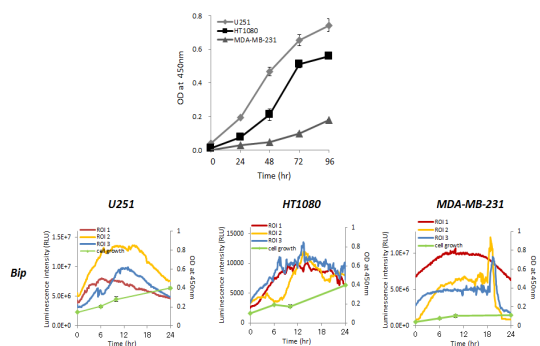 OD at 450nm
0.8
0.6
0.4
0.2
0.0
U251
HT1080
MDA-MB-231
0 24 48 72 96
Time (hr)
Bip
U251
Luminescence intensity (RLU)
1.5E+7
1.0E+7
5.0E+6
0.0E+0
ROI 1
ROI 2
ROI 3
cell growth
1
0.8
0.6
0.4
0.2
0
OD at 450nm
0 6 12 18 24
Time (hr)
HT1080
Luminescence intensity (RLU)
15000
10000
5000
0
ROI 1
ROI 2
ROI 3
cell growth
1
0.8
0.6
0.4
0.2
0
OD at 450nm
0 6 12 18 24
Time (hr)
MDA-MB-231
Luminescence intensity (RLU)
1.5E+6
1.0E+6
5.0E+5
0.0E+0
ROI 1
ROI 2
ROI 3
cell growth
1
0.8
0.6
0.4
0.2
0
OD at 450nm
0 6 12 18 24
Time (hr)